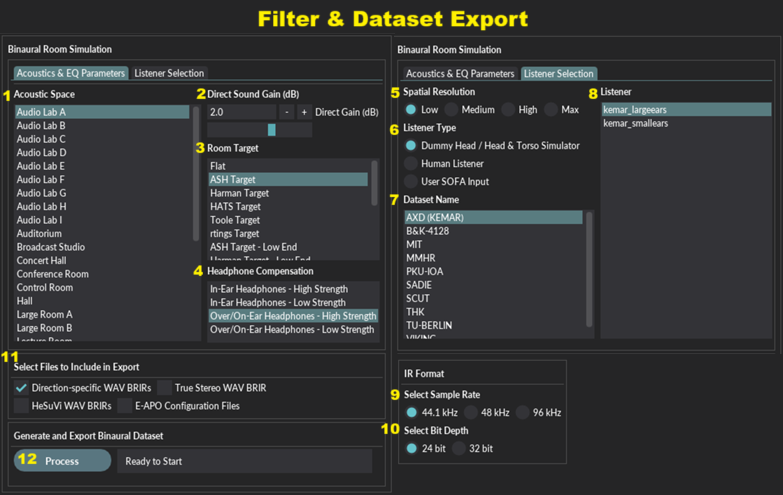 Filter & Dataset Export
Binaural Room Simulation
Acoustics & EQ Parameters Listener Selection
1 Acoustic Space
Audio Lab A
Audio Lab B
Audio Lab C
Audio Lab D
Audio Lab E
Audio Lab F
Audio Lab G
Audio Lab H
Audio Lab I
Auditorium
Broadcast Studio
Concert Hall
Conference Room
Control Room
Hall
Large Room A
Large Room B
Lecture Room
2 Direct Sound Gain (dB)
2.0 - + Direct Gain (dB)
3 Room Target
Flat
ASH Target
Harman Target
HATS Target
Toole Target
rtings Target
ASH Target - Low End
Harman Target - Low End
4 Headphone Compensation
In-Ear Headphones - High Strength
In-Ear Headphones - Low Strength
Over/On-Ear Headphones - High Strength
Over/On-Ear Headphones - Low Strength
11
Select Files to Include in Export
Direction-specific WAV BRIRs True Stereo WAV BRIR
HeSuVi WAV BRIRs E-APO Configuration Files
Generate and Export Binaural Dataset
12 Process Ready to Start
Binaural Room Simulation
Acoustics & EQ Parameters Listener Selection
5 Spatial Resolution
Low Medium High Max
6 Listener Type
Dummy Head / Head & Torso Simulator
Human Listener
User SOFA Input
7 Dataset Name
AXD (KEMAR)
B&K-4128
MIT
MMHR
PKU-IOA
SADIE
SCUT
THK
TU-BERLIN
VIKING
8 Listener
kemar_largeears
kemar_smallears
IR Format
9 Select Sample Rate
44.1 kHz 48 kHz 96 kHz
10 Select Bit Depth
24 bit 32 bit